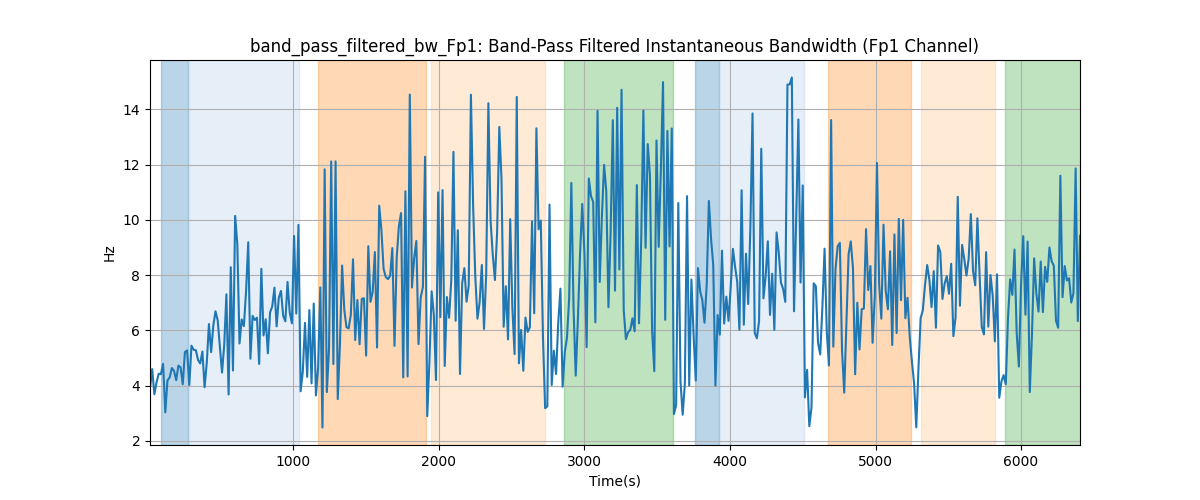 band_pass_filtered_bw_Fp1: Band-Pass Filtered Instantaneous Bandwidth (Fp1 Channel)
14
12
10
8
6
4
2
Hz
1000 2000 3000 4000 5000 6000
Time(s)